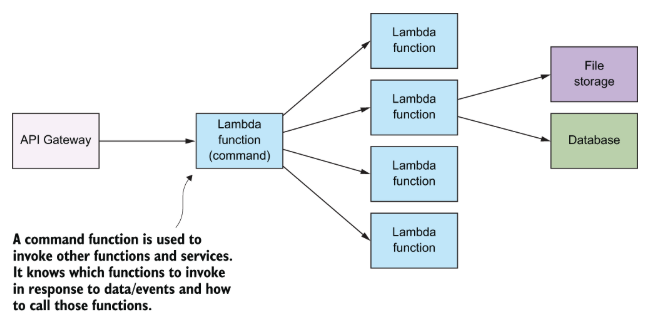 Lambda
function
File
storage
Lambda
function
API Gateway
Lambda
function
(command)
Database
Lambda
function
Lambda
function
A command function is used to
invoke other functions and services.
It knows which functions to invoke
in response to data/events and how
to call those functions.